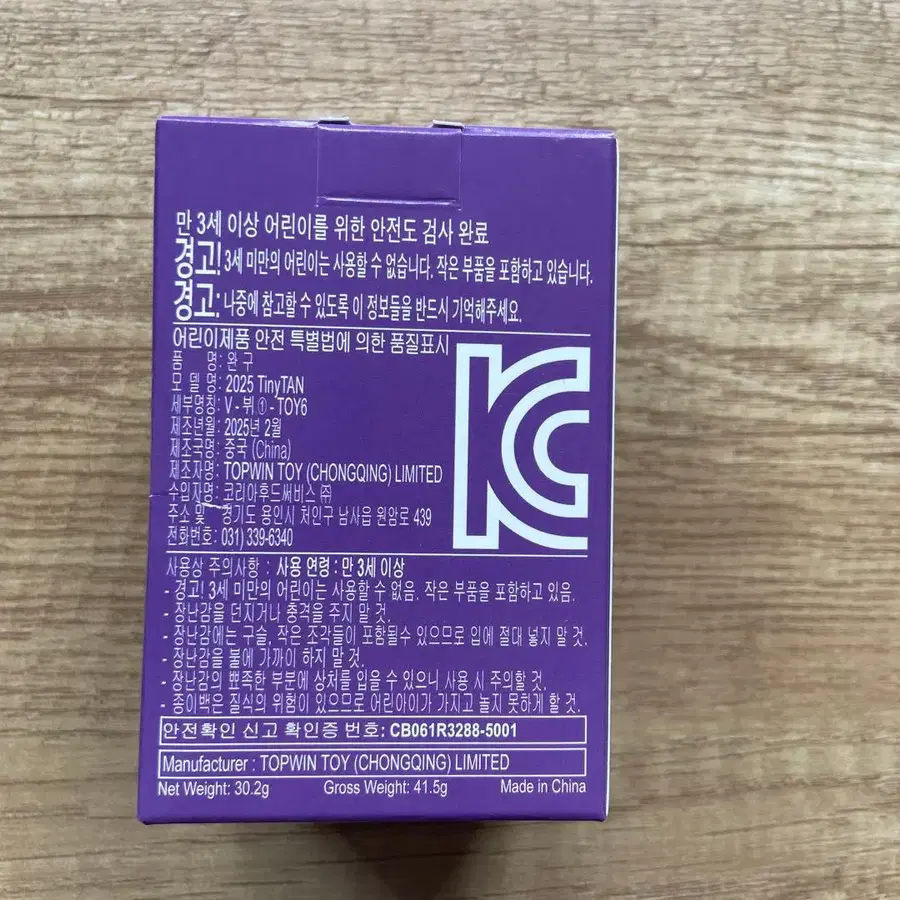 만 3세 이상 어린이를 위한 안전도 검사 완료
경고! 3세 미만의 어린이는 사용할 수 없습니다. 작은 부품을 포함하고 있습니다.
경고: 나중에 참고할 수 있도록 이 정보들을 반드시 기억해주세요.
어린이제품 안전 특별법에 의한 품질표시
품 명: 완 구
모 델 명: 2025 TinyTAN
세부명칭: V - 뷔 ① - TOY6
제조년월: 2025년 2월
제조국명: 중국 (China)
제조자명: TOPWIN TOY (CHONGQING) LIMITED
수입자명: 코리아후드써비스 ㈜
주소 및 경기도 용인시 처인구 남사읍 원암로 439
전화번호: 031) 339-6340
KC
사용상 주의사항 : 사용 연령 : 만 3세 이상
- 경고! 3세 미만의 어린이는 사용할 수 없음. 작은 부품을 포함하고 있음.
- 장난감을 던지거나 충격을 주지 말 것.
- 장난감에는 구슬, 작은 조각들이 포함될수 있으므로 입에 절대 넣지 말 것.
- 장난감을 불에 가까이 하지 말 것.
- 장난감의 뾰족한 부분에 상처를 입을 수 있으니 사용 시 주의할 것.
- 종이백은 질식의 위험이 있으므로 어린아이가 가지고 놀지 못하게 할 것.
안전확인 신고 확인증 번호: CB061R3288-5001
Manufacturer : TOPWIN TOY (CHONGQING) LIMITED
Net Weight: 30.2g Gross Weight: 41.5g Made in China